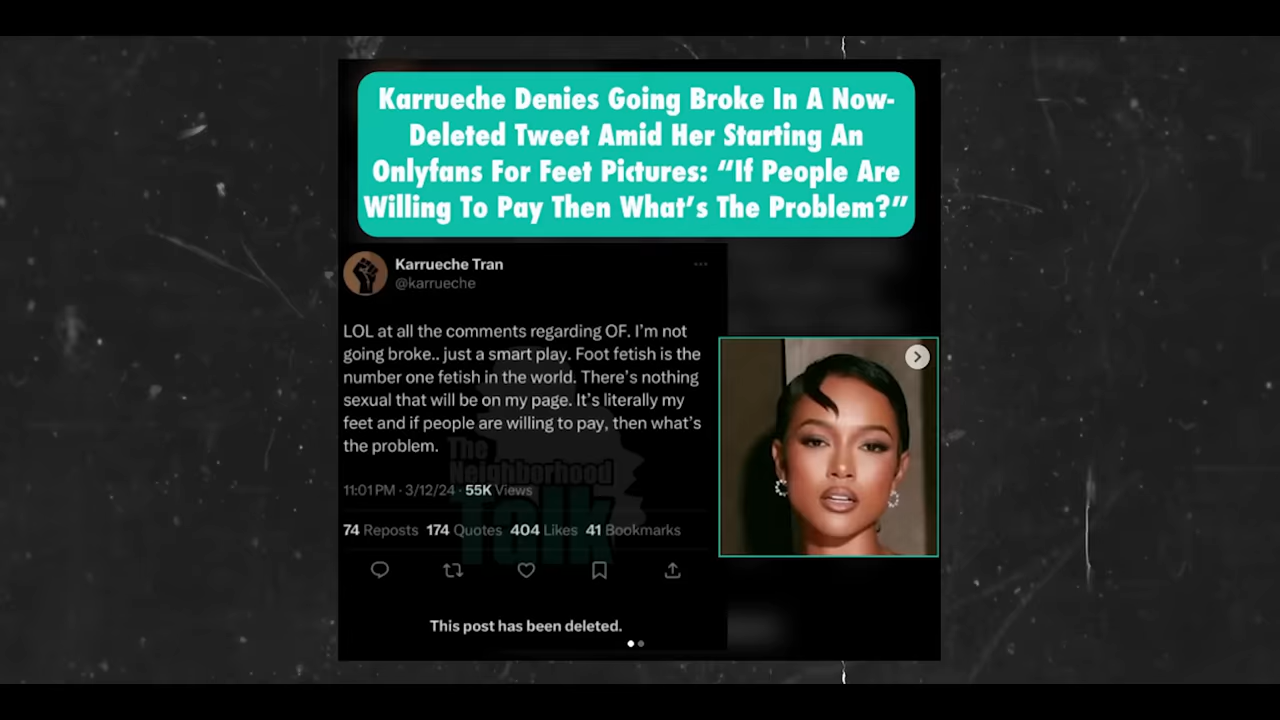 Karrueche Denies Going Broke In A Now-
Deleted Tweet Amid Her Starting An
Onlyfans For Feet Pictures: “If People Are
Willing To Pay Then What’s The Problem?”
Karrueche Tran
@karrueche
LOL at all the comments regarding OF. I’m not
going broke.. just a smart play. Foot fetish is the
number one fetish in the world. There’s nothing
sexual that will be on my page. It’s literally my
feet and if people are willing to pay, then what’s
the problem.
The
Neighborhood
Talk
11:01 PM · 3/12/24 · 55K Views
74 Reposts 174 Quotes 404 Likes 41 Bookmarks
This post has been deleted.